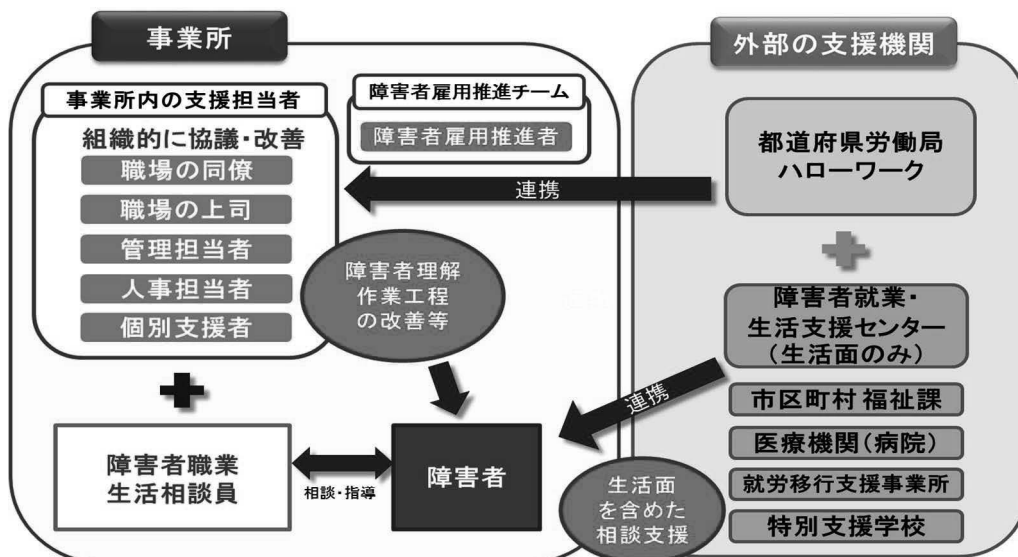 事業所
事業所内の支援担当者
組織的に協議・改善
職場の同僚
職場の上司
管理担当者
人事担当者
個別支援者
障害者雇用推進チーム
障害者雇用推進者
連携
障害者理解
作業工程
の改善等
障害者職業
生活相談員
相談・指導
障害者
外部の支援機関
都道府県労働局
ハローワーク
障害者就業・
生活支援センター
(生活面のみ)
連携
市区町村 福祉課
医療機関(病院)
就労移行支援事業所
特別支援学校
生活面
を含めた
相談支援